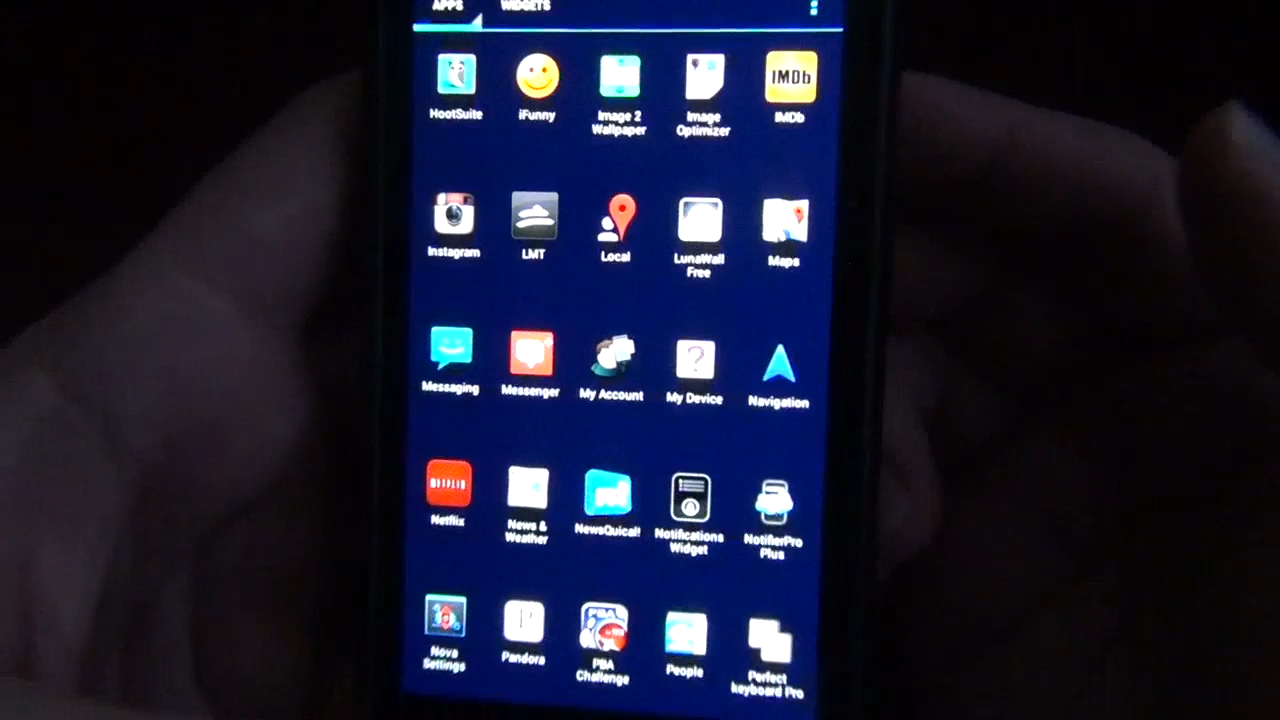 APPS WIDGETS
IMDb
HootSuite iFunny Image 2 Wallpaper Image Optimizer IMDb
Instagram LMT Local LunaWall Free Maps
?
Messaging Messenger My Account My Device Navigation
NETFLIX
Netflix News & Weather NewsQuical! Notifications Widget NotifierPro Plus
P PBA
Nova Settings Pandora PBA Challenge People Perfect keyboard Pro